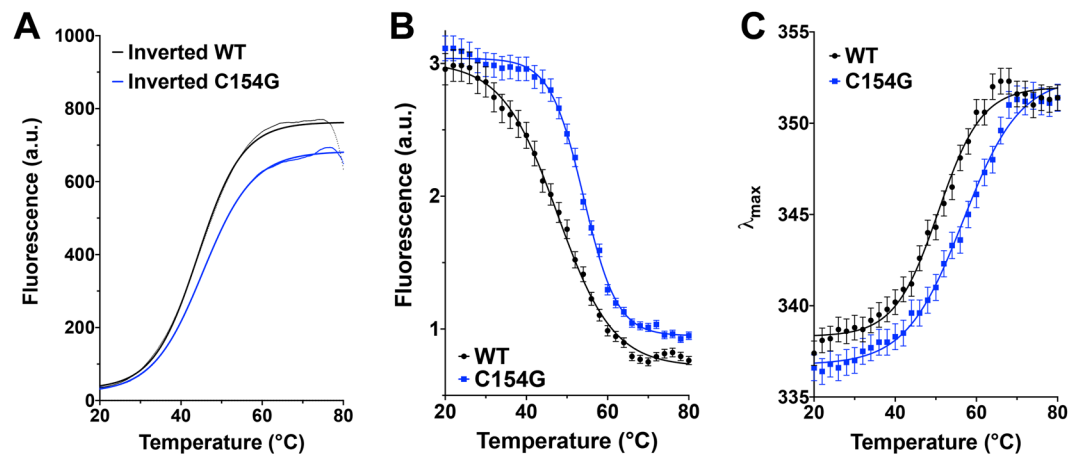 A
Inverted WT
Inverted C154G
Fluorescence (a.u.)
1000
800
600
400
200
0
20
40
60
80
Temperature (°C)
B
Fluorescence (a.u.)
3
2
1
WT
C154G
20
40
60
80
Temperature (°C)
C
WT
C154G
λmax
355
350
345
340
335
20
40
60
80
Temperature (°C)